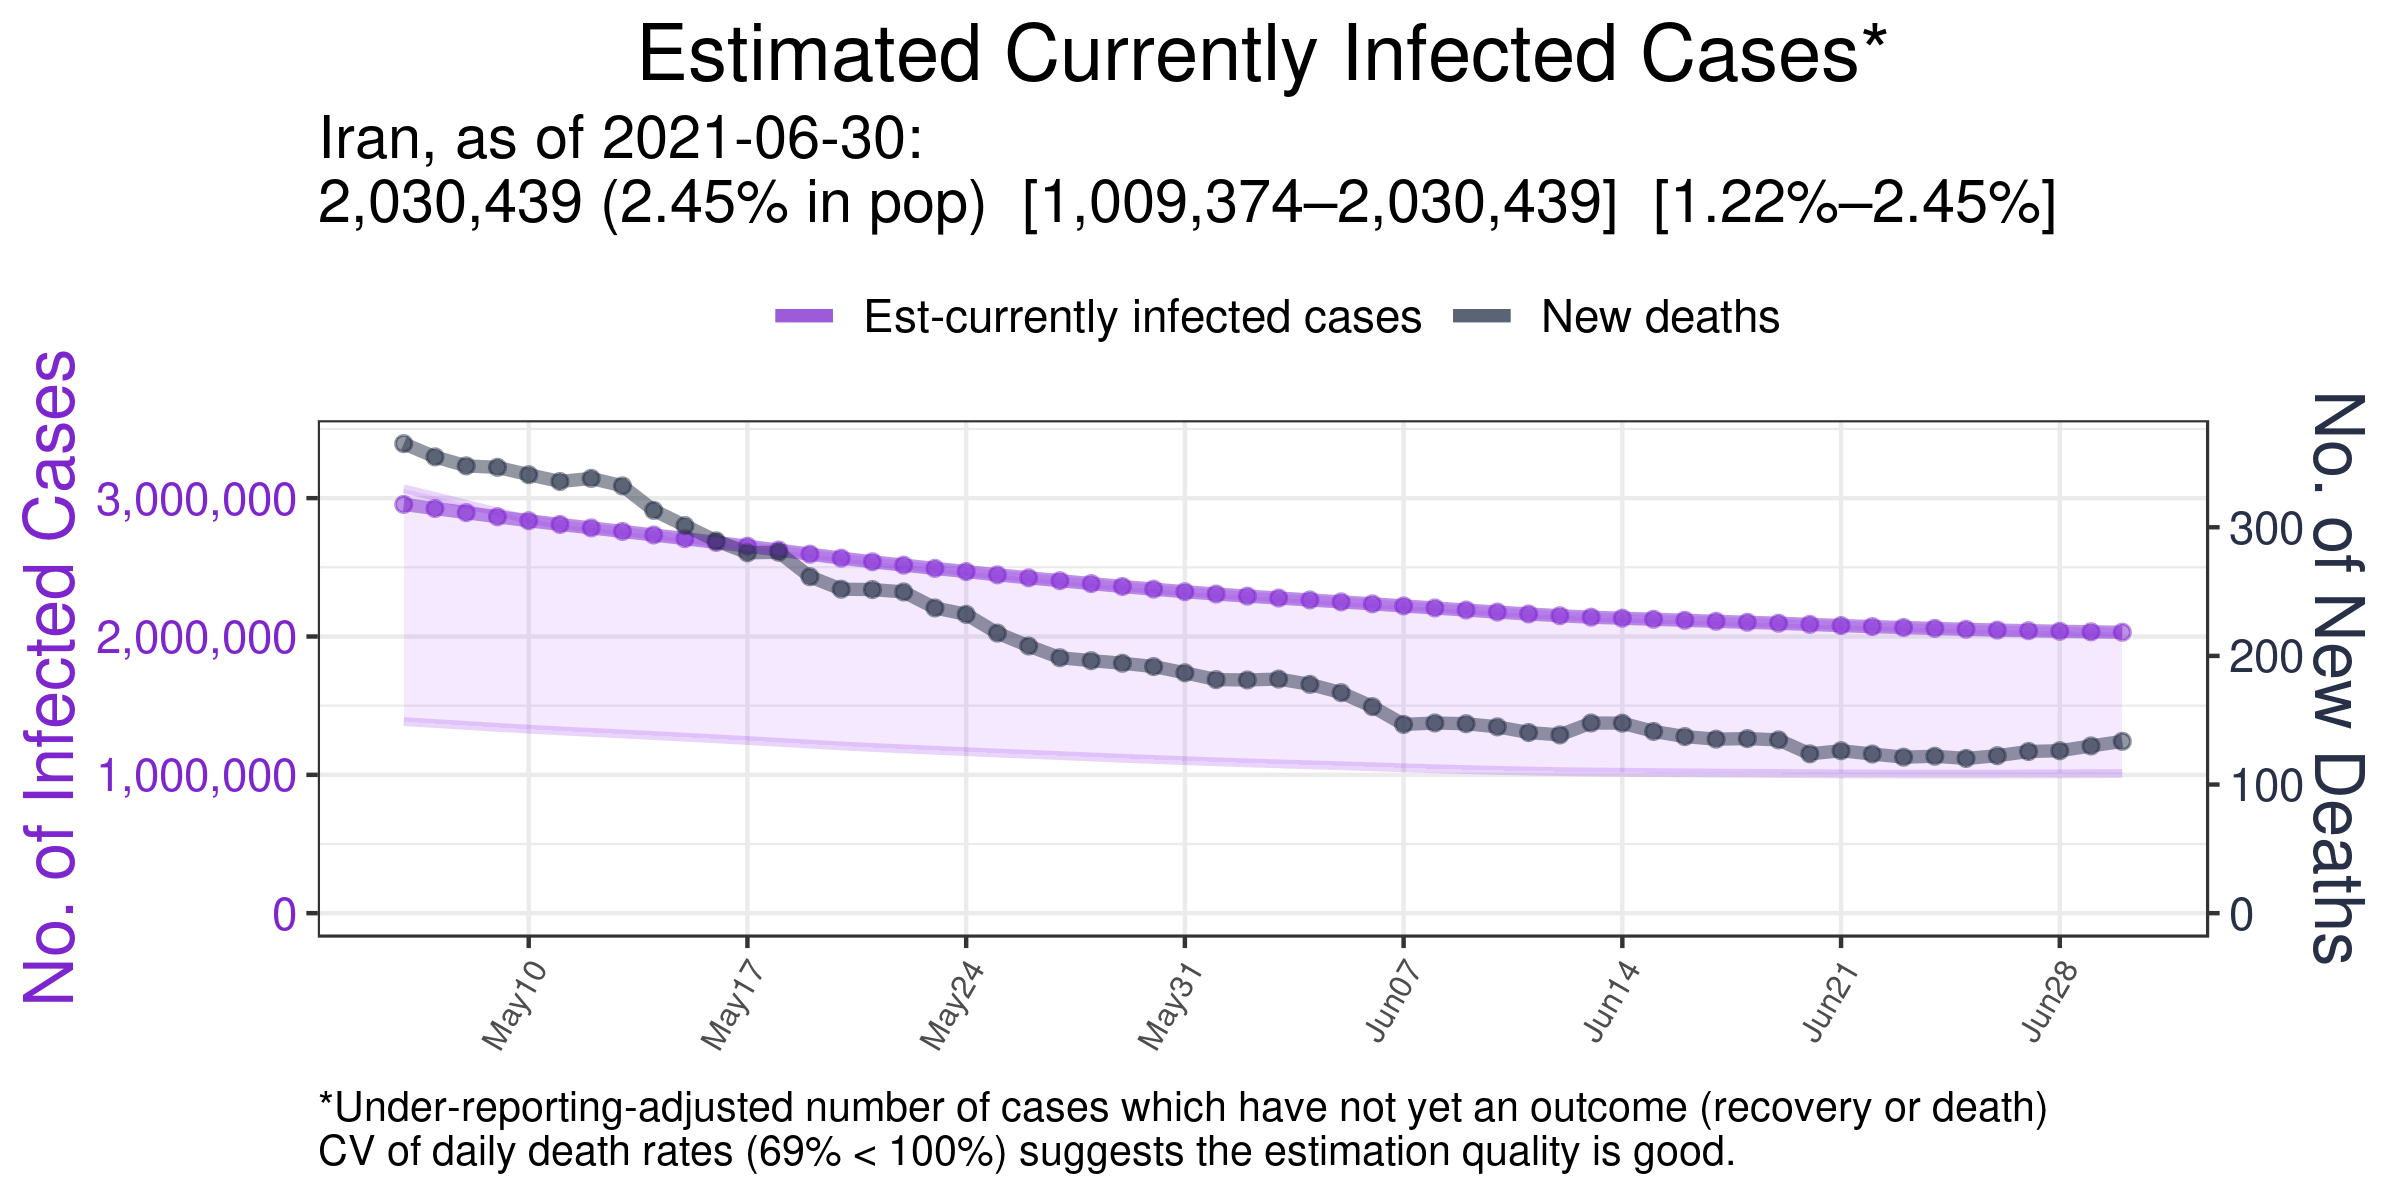 Estimated Currently Infected Cases*
Iran, as of 2021-06-30:
2,030,439 (2.45% in pop) [1,009,374–2,030,439] [1.22%–2.45%]
Est-currently infected cases
New deaths
No. of Infected Cases
3,000,000
2,000,000
1,000,000
0
No. of New Deaths
300
200
100
0
May10
May17
May24
May31
Jun07
Jun14
Jun21
Jun28
*Under-reporting-adjusted number of cases which have not yet an outcome (recovery or death)
CV of daily death rates (69% < 100%) suggests the estimation quality is good.